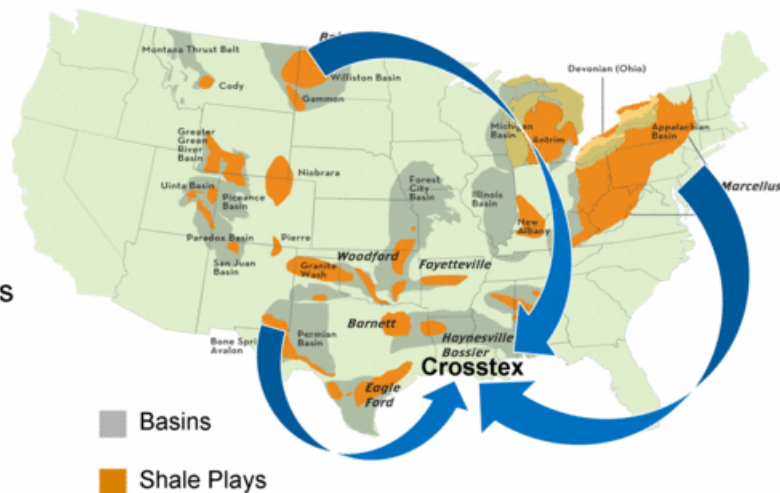 Montana Thrust Belt
Cody
Williston Basin
Gammon
Devonian (Ohio)
Michigan
Basin
Antrim
Appalachian
Basin
Marcellus
Greater
Green
River
Basin
Niobrara
Uinta Basin
Piceance
Basin
Forest
City
Basin
Illinois
Basin
New
Albany
Paradox Basin
Pierre
San Juan
Basin
Woodford
Fayetteville
Granite
Wash
s
Barnett
Haynesville
Bossier
Permian
Basin
Bone Spri
Avalon
Crosstex
Eagle
Ford
Basins
Shale Plays